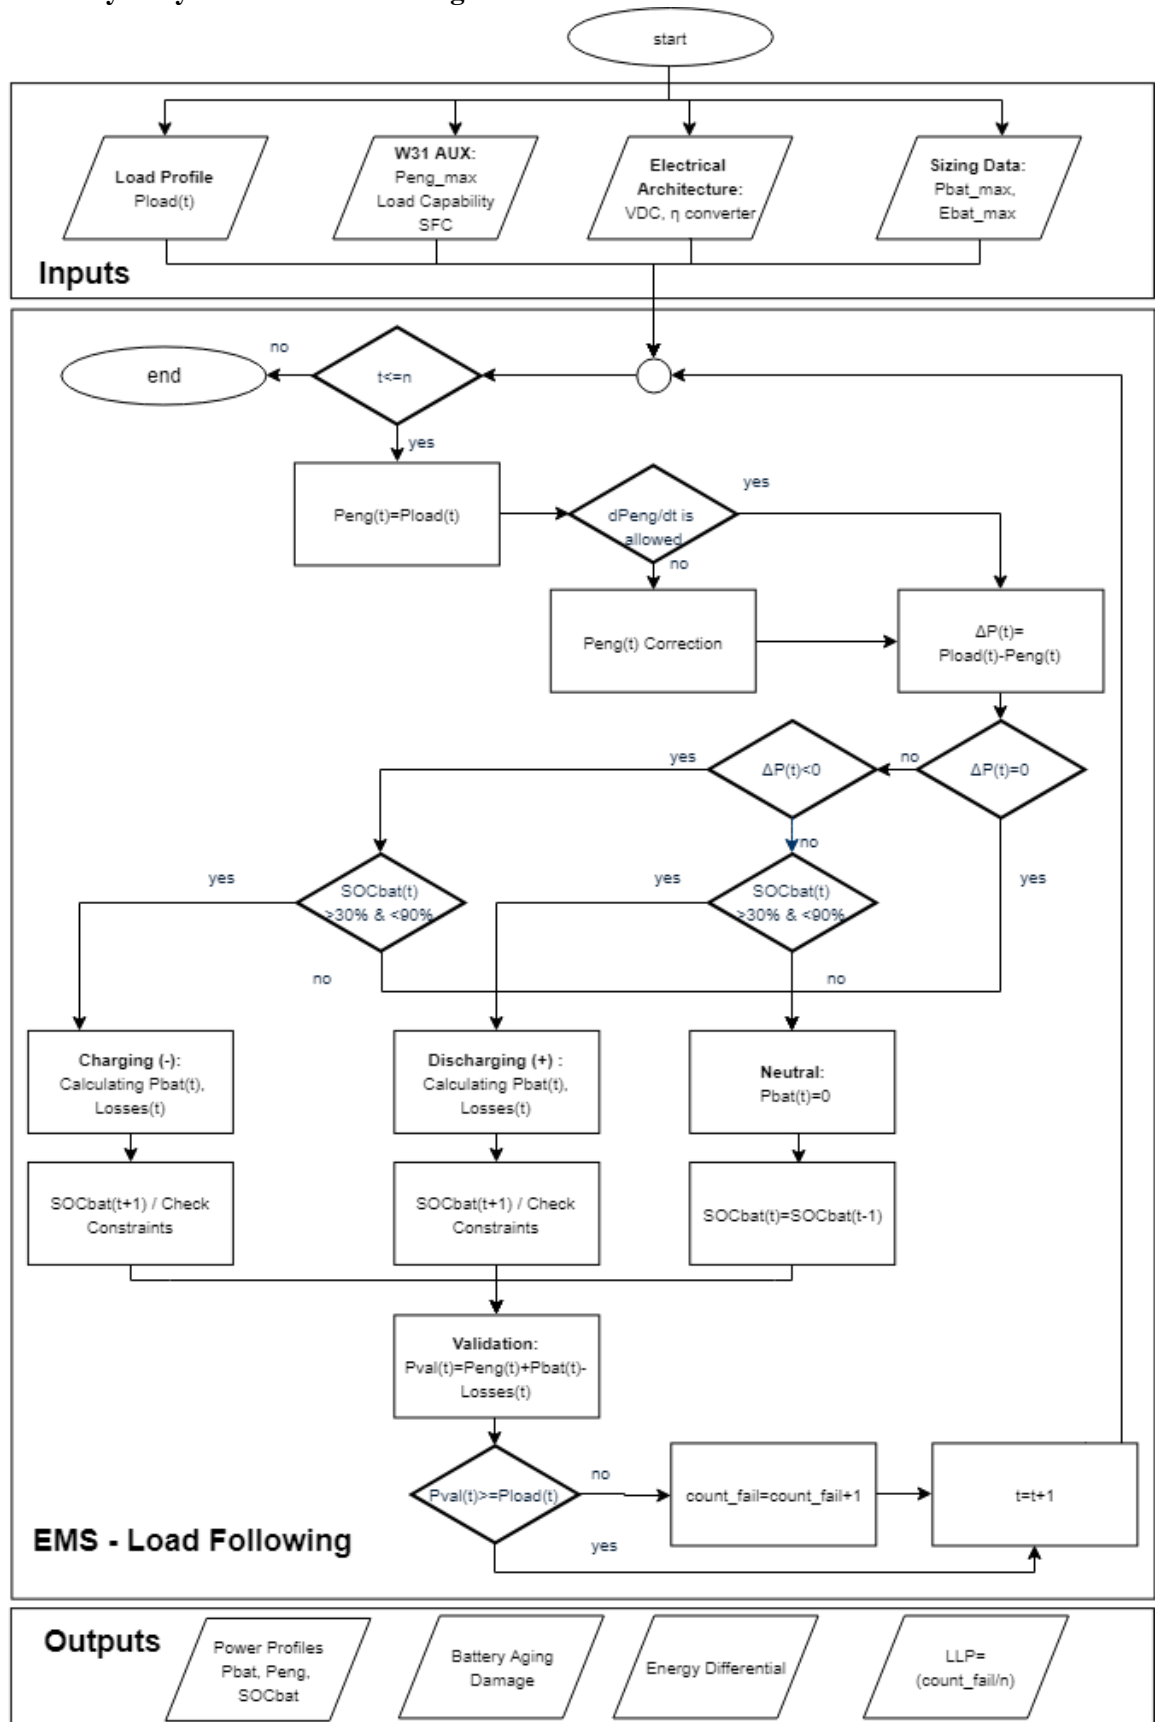 start
Load Profile
Pload(t)
W31 AUX:
Peng_max
Load Capability
SFC
Electrical
Architecture:
VDC, η converter
Sizing Data:
Pbat_max,
Ebat_max
Inputs
no
end
t<=n
yes
Peng(t)=Pload(t)
dPeng/dt is
allowed
yes
no
Peng(t) Correction
ΔP(t)=
Pload(t)-Peng(t)
yes
ΔP(t)<0
no
ΔP(t)=0
no
yes
SOCbat(t)
>30% & <90%
yes
SOCbat(t)
>30% & <90%
yes
no
no
Charging (-):
Calculating Pbat(t),
Losses(t)
Discharging (+) :
Calculating Pbat(t),
Losses(t)
Neutral:
Pbat(t)=0
SOCbat(t+1) / Check
Constraints
SOCbat(t+1) / Check
Constraints
SOCbat(t)=SOCbat(t-1)
Validation:
Pval(t)=Peng(t)+Pbat(t)-
Losses(t)
Pval(t)>=Pload(t)
no
count_fail=count_fail+1
t=t+1
yes
EMS - Load Following
Outputs
Power Profiles
Pbat, Peng,
SOCbat
Battery Aging
Damage
Energy Differential
LLP=
(count_fail/n)